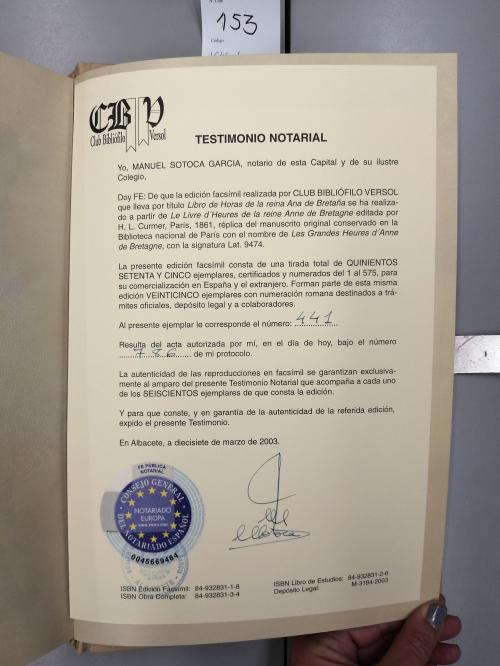 153
CBV
Club Bibliófilo Versol
TESTIMONIO NOTARIAL
Yo, MANUEL SOTOCA GARCIA, notario de esta Capital y de su ilustre
Colegio,
Doy FE: De que la edición facsímil realizada por CLUB BIBLIÓFILO VERSOL
que lleva por título Libro de Horas de la reina Ana de Bretaña se ha realiza-
do a partir de Le Livre d'Heures de la reine Anne de Bretagne editada por
H. L. Curmer, París, 1861, réplica del manuscrito original conservado en la
Biblioteca nacional de París con el nombre de Les Grandes Heures d'Anne
de Bretagne, con la signatura Lat. 9474.
La presente edición facsímil consta de una tirada total de QUINIENTOS
SETENTA Y CINCO ejemplares, certificados y numerados del 1 al 575, para
su comercialización en España y el extranjero. Forman parte de esta misma
edición VEINTICINCO ejemplares con numeración romana destinados a trá-
mites oficiales, depósito legal y a colaboradores.
Al presente ejemplar le corresponde el número: 441
Resulta del acta autorizada por mí, en el día de hoy, bajo el número
786 de mi protocolo.
La autenticidad de las reproducciones en facsímil se garantizan exclusiva-
mente al amparo del presente Testimonio Notarial que acompaña a cada uno
de los SEISCIENTOS ejemplares de que consta la edición.
Y para que conste, y en garantía de la autenticidad de la referida edición,
expido el presente Testimonio.
En Albacete, a diecisiete de marzo de 2003.
FE PÚBLICA
NOTARIAL
CONSEJO GENERAL
DEL NOTARIADO ESPAÑOL
NOTARIADO
EUROPA
0045669484
ISBN Edición Facsímil: 84-932831-1-8
ISBN Obra Completa: 84-932831-3-4
ISBN Libro de Estudios: 84-932831-2-6
Depósito Legal: M-3194-2003